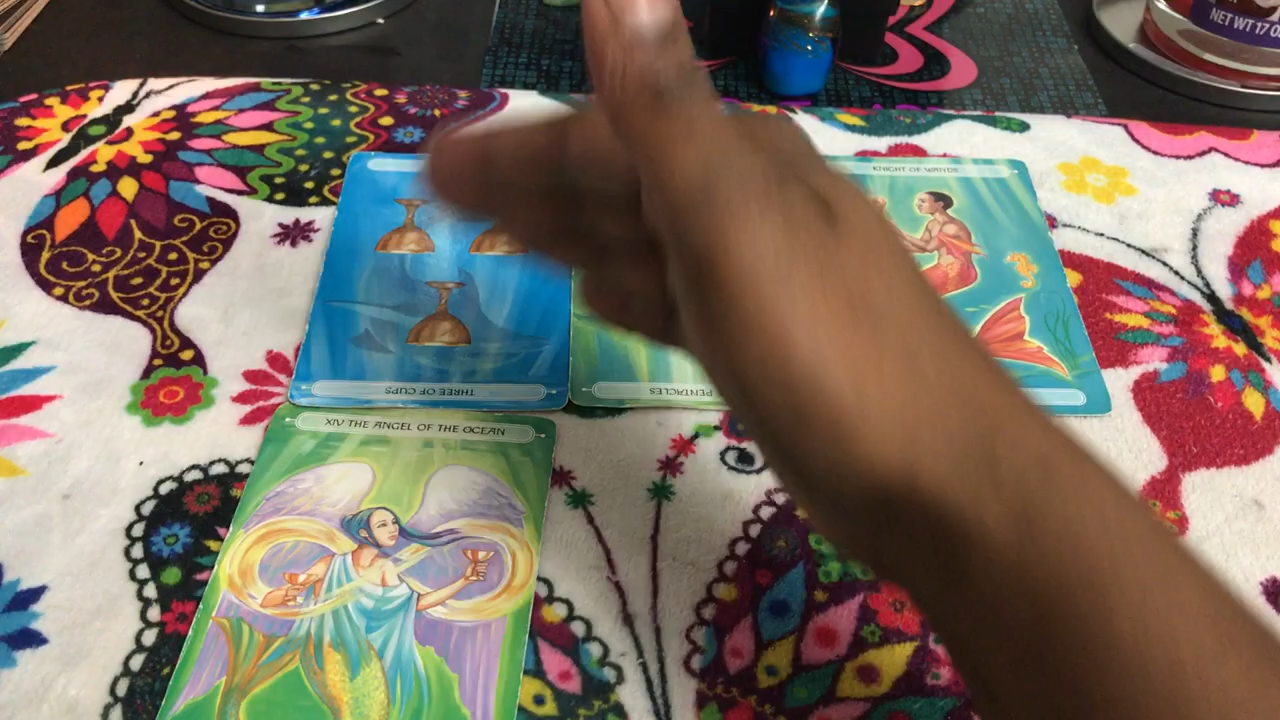 NET WT 17 O
KNIGHT OF WANDS
THREE OF CUPS
PENTACLES
XIV THE ANGEL OF THE OCEAN